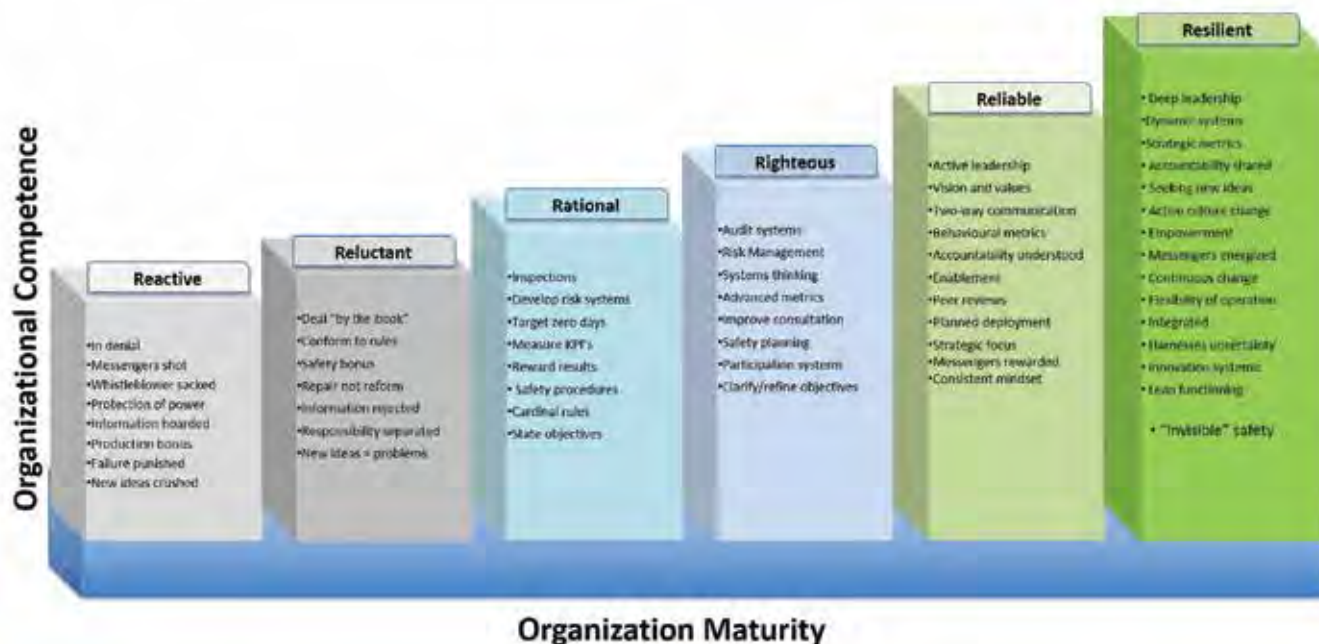 Organizational Competence
Reactive
•In denial
•Messengers shot
•Whistleblower sacked
•Protection of power
•Information hoarded
•Production bonus
•Failure punished
•New ideas crushed
Reluctant
•Deal "by the book"
•Conform to rules
•Safety bonus
•Repair not reform
•Information rejected
•Responsibility separated
•New ideas = problems
Rational
•Inspections
•Develop risk systems
•Target zero days
•Measure KPI's
•Reward results
• Safety procedures
•Cardinal rules
•State objectives
Righteous
•Audit systems
•Risk Management
•Systems thinking
•Advanced metrics
•Improve consultation
•Safety planning
•Participation systems
•Clarify/refine objectives
Reliable
•Active leadership
•Vision and values
•Two-way communication
•Behavioural metrics
•Accountability understood
•Enablement
•Peer reviews
•Planned deployment
•Strategic focus
•Messengers rewarded
•Consistent mindset
Resilient
• Deep leadership
•Dynamic systems
•Strategic metrics
• Accountability shared
• Seeking new ideas
• Active culture change
• Empowerment
• Messengers energized
• Continuous change
• Flexibility of operation
• Integrated
• Harnesses uncertainty
• Innovation systemic
• Lean functioning
• "Invisible" safety
Organization Maturity